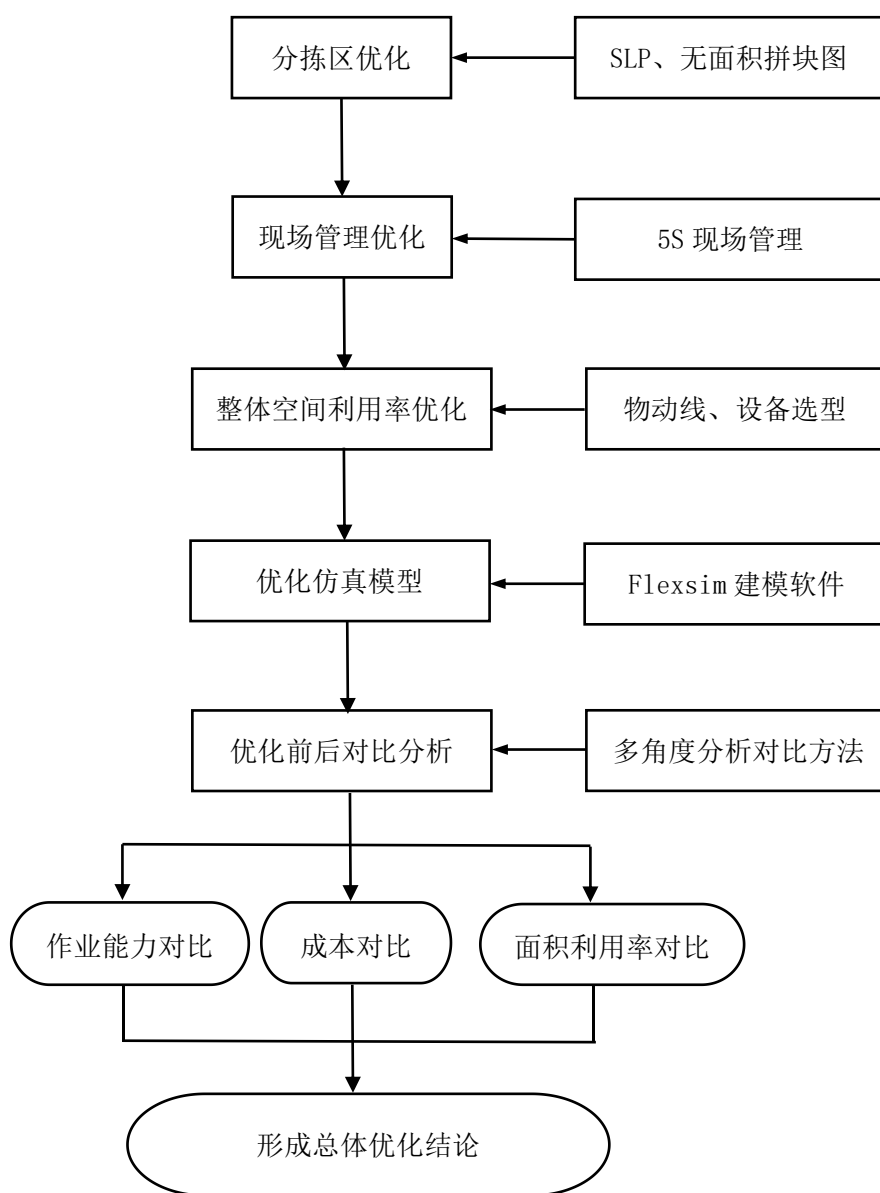 分拣区优化
SLP、无面积拼块图
现场管理优化
5S 现场管理
整体空间利用率优化
物动线、设备选型
优化仿真模型
Flexsim 建模软件
优化前后对比分析
多角度分析对比方法
作业能力对比
成本对比
面积利用率对比
形成总体优化结论